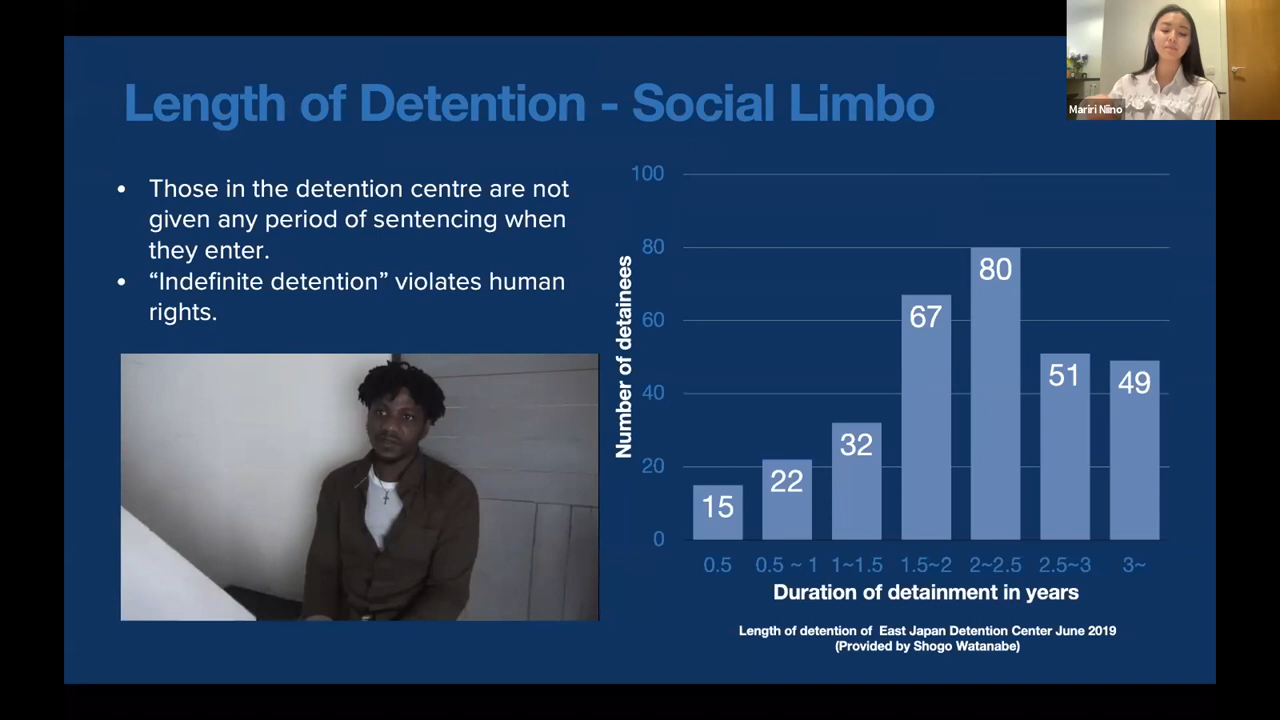 Length of Detention - Social Limbo
Mariri Niino
• Those in the detention centre are not
given any period of sentencing when
they enter.
• “Indefinite detention” violates human
rights.
Number of detainees
100
80
60
40
20
0
15
22
32
67
80
51
49
0.5
0.5 ~ 1
1~1.5
1.5~2
2~2.5
2.5~3
3~
Duration of detainment in years
Length of detention of East Japan Detention Center June 2019
(Provided by Shogo Watanabe)